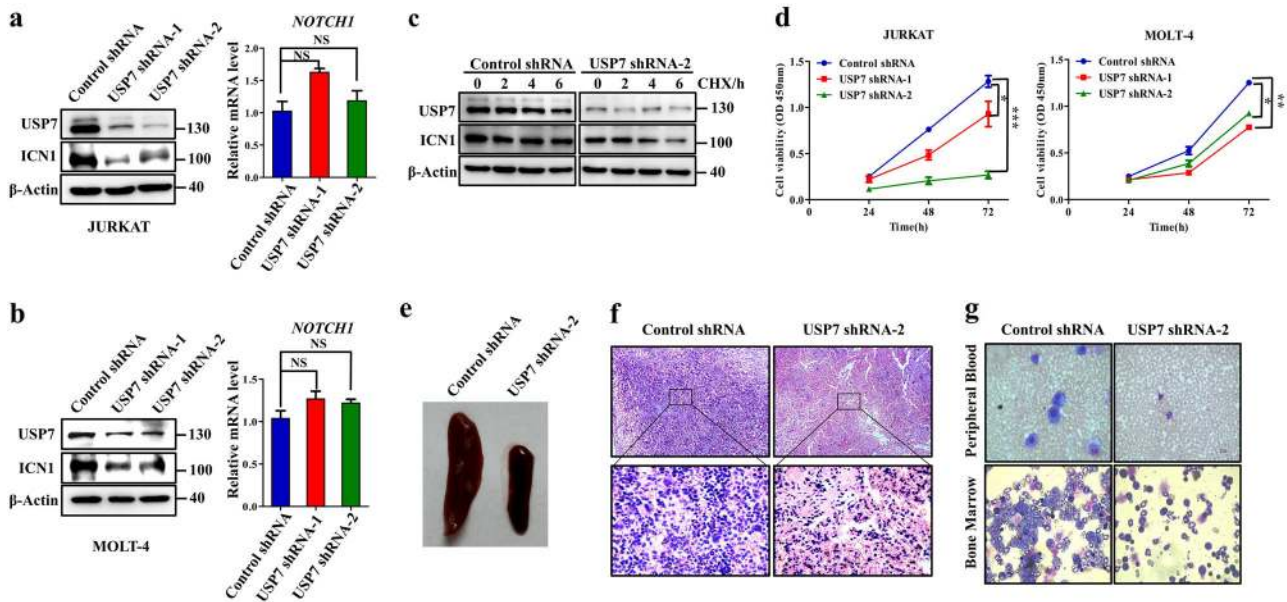 a
Control shRNA
USP7 shRNA-1
USP7 shRNA-2
USP7
130
ICN1
100
β-Actin
40
JURKAT
NOTCH1
NS
NS
Relative mRNA level
2.0
1.5
1.0
0.5
0.0
Control shRNA
USP7 shRNA-1
USP7 shRNA-2
c
Control shRNA USP7 shRNA-2
0 2 4 6 0 2 4 6 CHX/h
USP7
130
ICN1
100
β-Actin
40
d
JURKAT
Control shRNA
USP7 shRNA-1
USP7 shRNA-2
Cell viability (OD 450nm)
1.5
1.0
0.5
0.0
0 24 48 72
Time(h)
*
***
MOLT-4
Control shRNA
USP7 shRNA-1
USP7 shRNA-2
Cell viability (OD 450nm)
1.5
1.0
0.5
0.0
0 24 48 72
Time(h)
*
**
b
Control shRNA
USP7 shRNA-1
USP7 shRNA-2
USP7
130
ICN1
100
β-Actin
40
MOLT-4
NOTCH1
NS
NS
Relative mRNA level
2.0
1.5
1.0
0.5
0.0
Control shRNA
USP7 shRNA-1
USP7 shRNA-2
e
Control shRNA
USP7 shRNA-2
f
Control shRNA USP7 shRNA-2
g
Control shRNA USP7 shRNA-2
Peripheral Blood
Bone Marrow